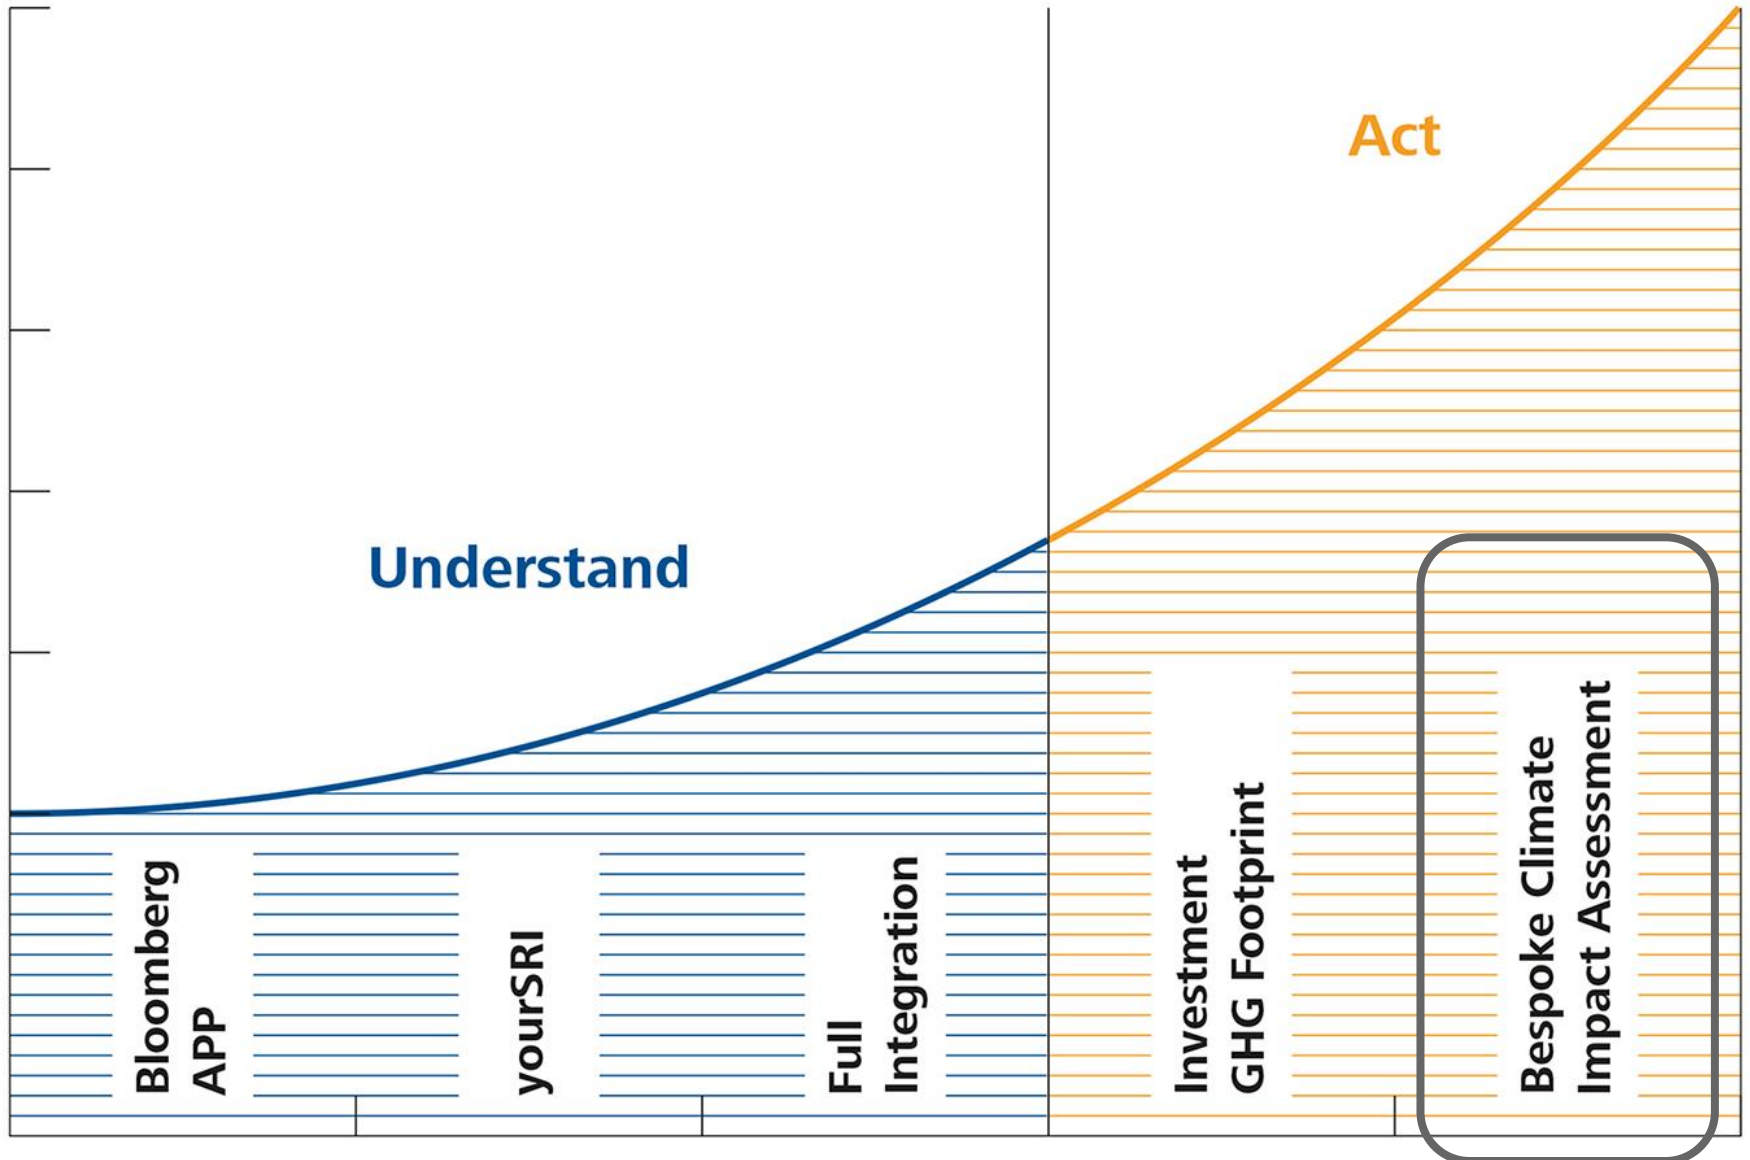 Act
Understand
Bloomberg
APP
yourSRI
Full
Integration
Investment
GHG Footprint
Bespoke Climate
Impact Assessment